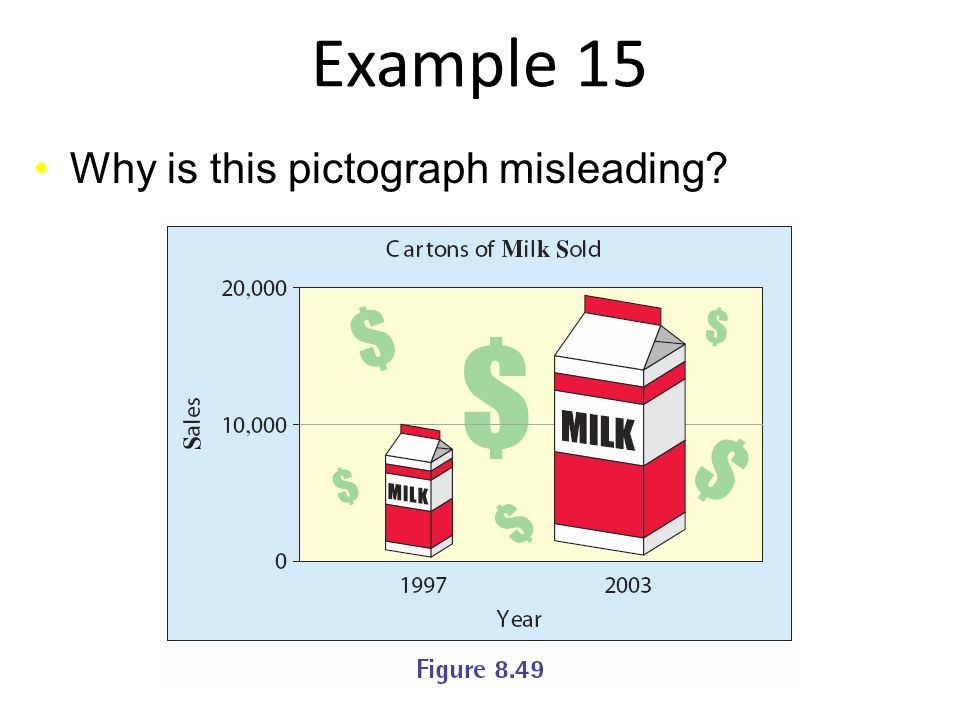 Example 15
• Why is this pictograph misleading?
Cartons of Milk Sold
20,000
10,000
0
Sales
$
$
$
$
$
$
MILK
MILK
1997 2003
Year
Figure 8.49